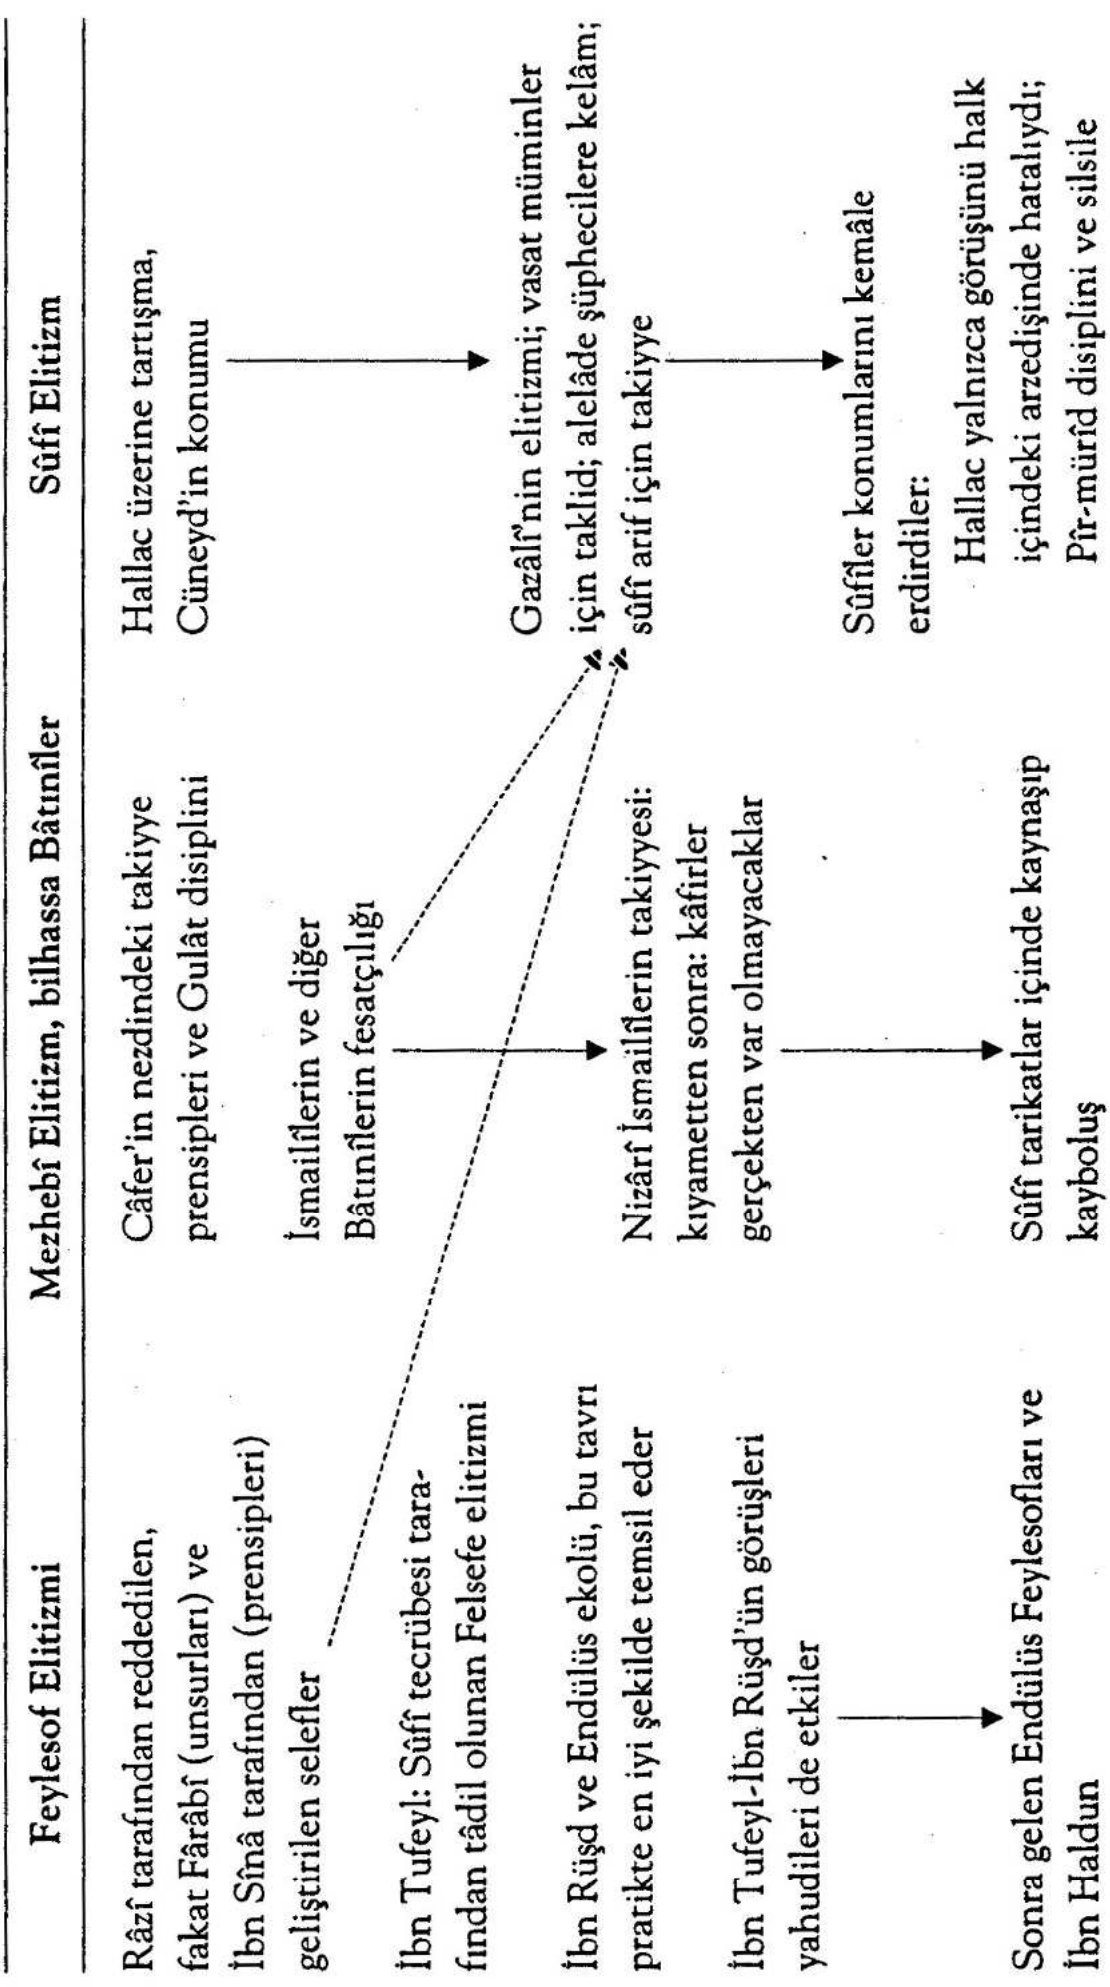 Feylesof Elitizmi
Râzî tarafından reddedilen,
fakat Fârâbî (unsurları) ve
İbn Sînâ tarafından (prensipleri)
geliştirilen selefler
İbn Tufeyl: Sûfî tecrübesi tara-
fından tâdil olunan Felsefe elitizmi
İbn Rüşd ve Endülüs ekolü, bu tavrı
pratikte en iyi şekilde temsil eder
İbn Tufeyl-İbn Rüşd'ün görüşleri
yahudileri de etkiler
Sonra gelen Endülüs Feylesofları ve
İbn Haldun
Mezhebî Elitizm, bilhassa Bâtınîler
Câfer'in nezdindeki takiyye
prensipleri ve Gulât disiplini
İsmailîlerin ve diğer
Bâtınîlerin fesatçılığı
Nizârî İsmailîlerin takiyyesi:
kıyametten sonra: kâfirler
gerçekten var olmayacaklar
Sûfî tarikatlar içinde kaynaşıp
kayboluş
Sûfî Elitizm
Hallac üzerine tartışma,
Cüneyd'in konumu
Gazâlî'nin elitizmi; vasat müminler
için taklid; alelâde şüphecilere kelâm;
sûfî arif için takiyye
Sûfîler konumlarını kemâle
erdirdiler:
Hallac yalnızca görüşünü halk
içindeki arzedişinde hatalıydı;
Pîr-mürîd disiplini ve silsile